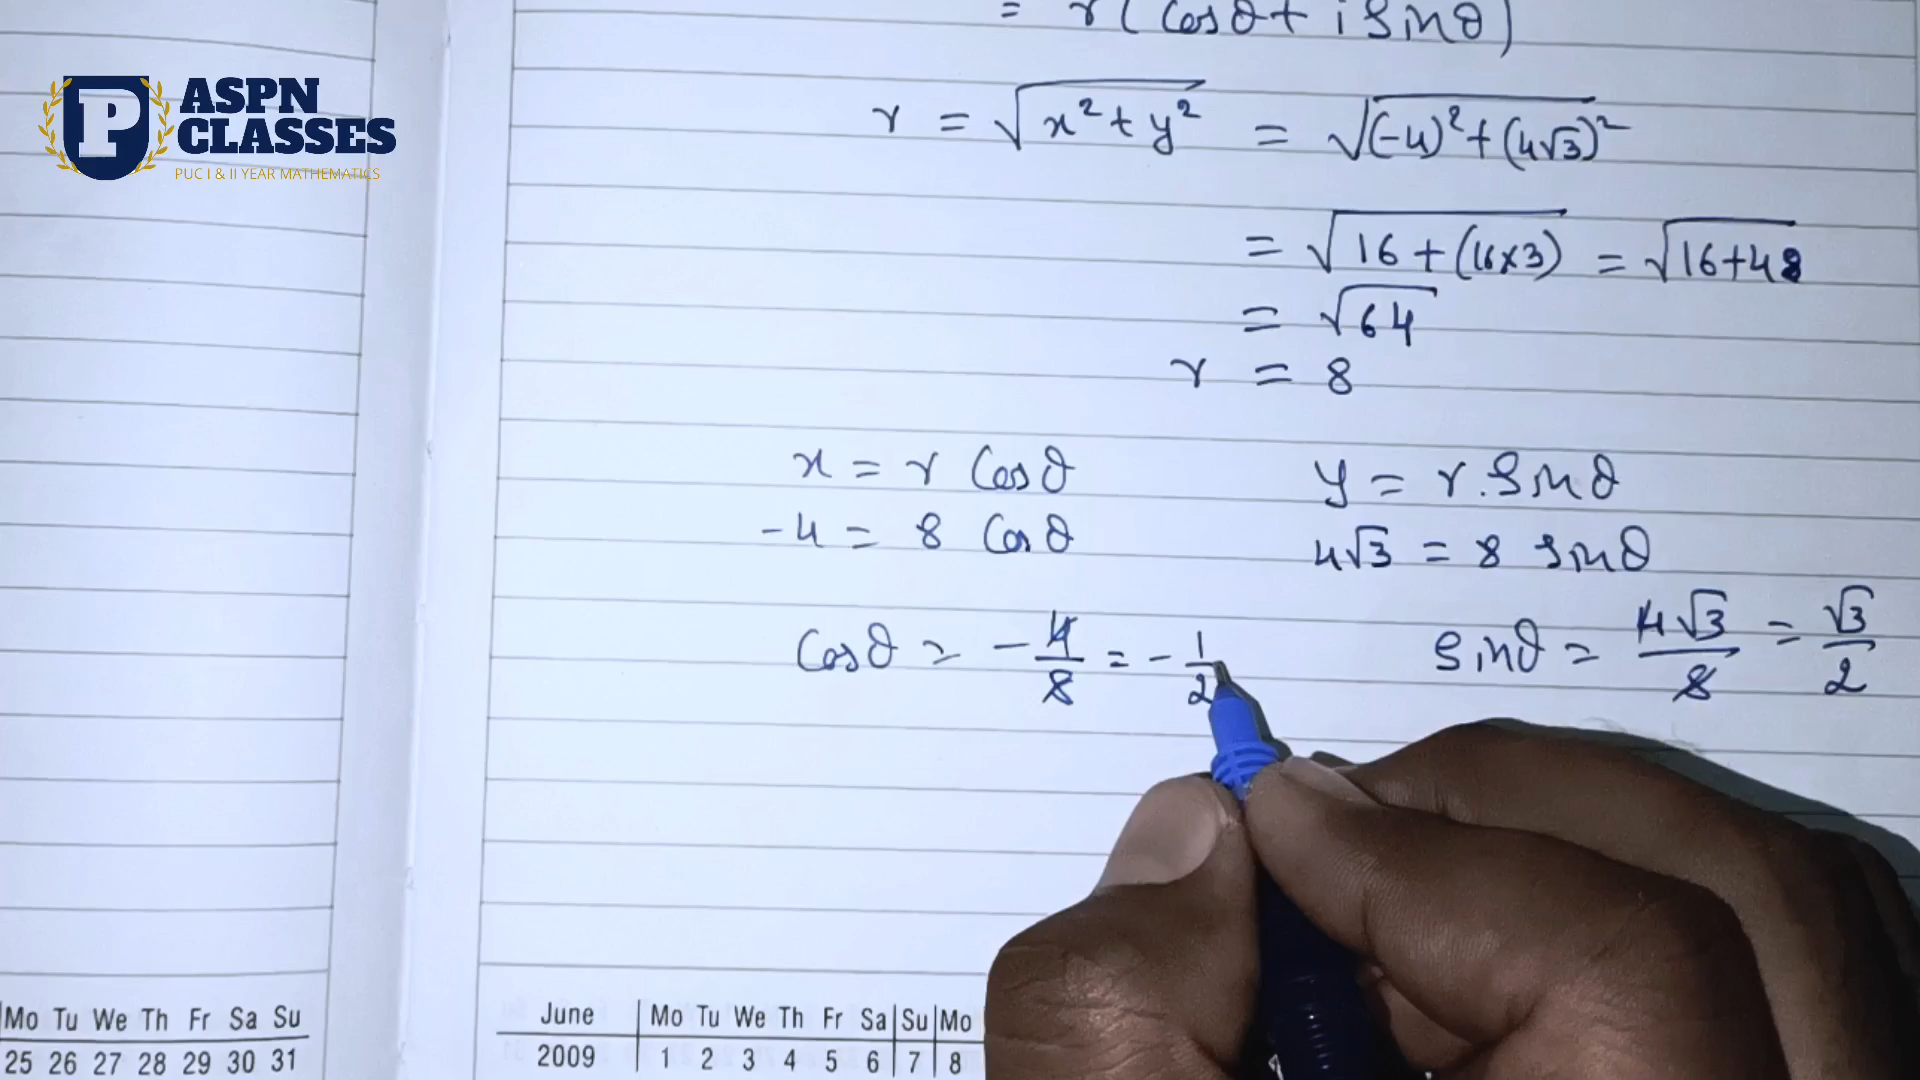 ASPN
CLASSES
PUC I & II YEAR MATHEMATICS
= r (Cosθ + i Sinθ)
r = √(x² + y²) = √((-4)² + (4√3)²)
= √(16 + (16×3)) = √(16+48)
= √64
r = 8
x = r Cosθ
-4 = 8 Cosθ
Cosθ = -4/8 = -1/2
y = r. Sinθ
4√3 = 8 Sinθ
Sinθ = 4√3/8 = √3/2
Mo Tu We Th Fr Sa Su
25 26 27 28 29 30 31
June Mo Tu We Th Fr Sa Su Mo
2009 1 2 3 4 5 6 7 8